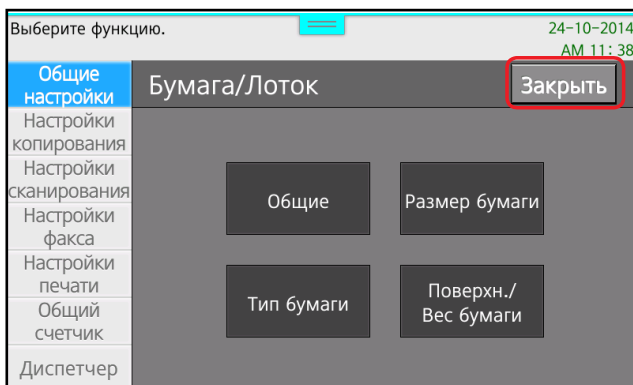 Выберите функцию.
24-10-2014
AM 11:38
Общие
настройки
Бумага/Лоток
Закрыть
Настройки
копирования
Настройки
сканирования
Настройки
факса
Настройки
печати
Общий
счетчик
Диспетчер
Общие
Размер бумаги
Тип бумаги
Поверхн./
Вес бумаги